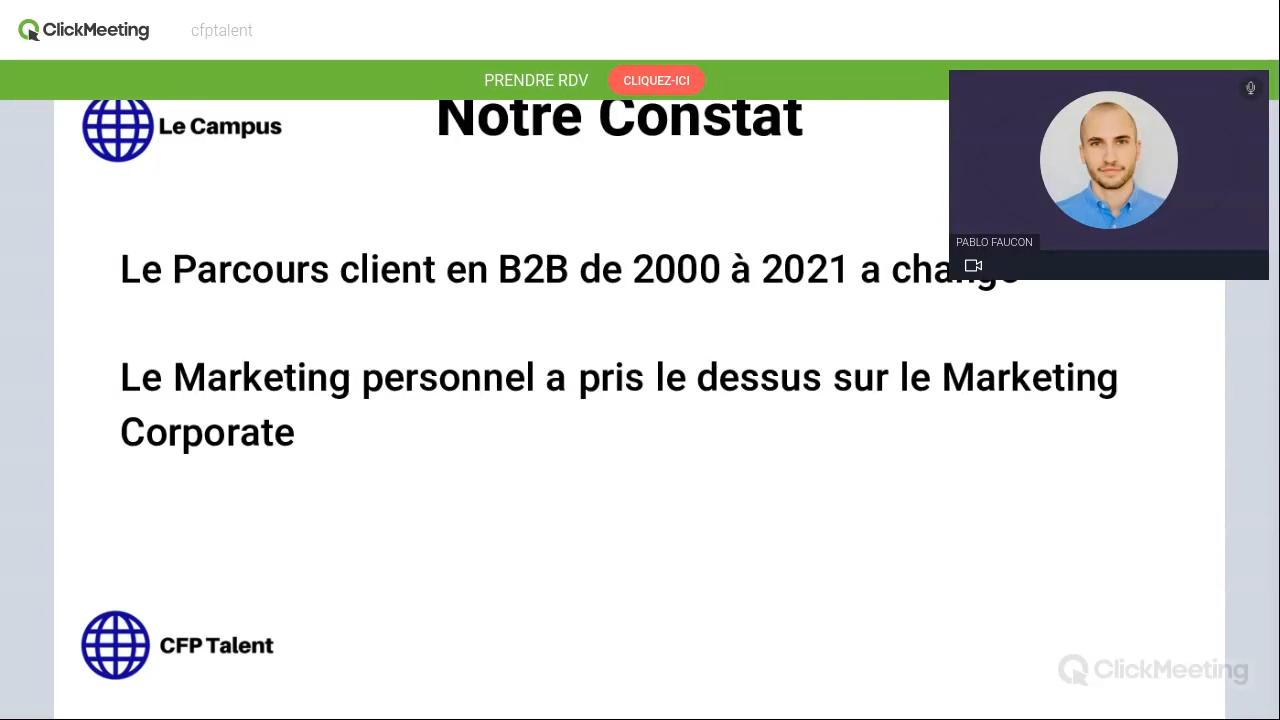 ClickMeeting
cfptalent
PRENDRE RDV
CLIQUEZ-ICI
Le Campus
Notre Constat
PABLO FAUCON
Le Parcours client en B2B de 2000 à 2021 a
Le Marketing personnel a pris le dessus sur le Marketing
Corporate
CFP Talent
ClickMeeting